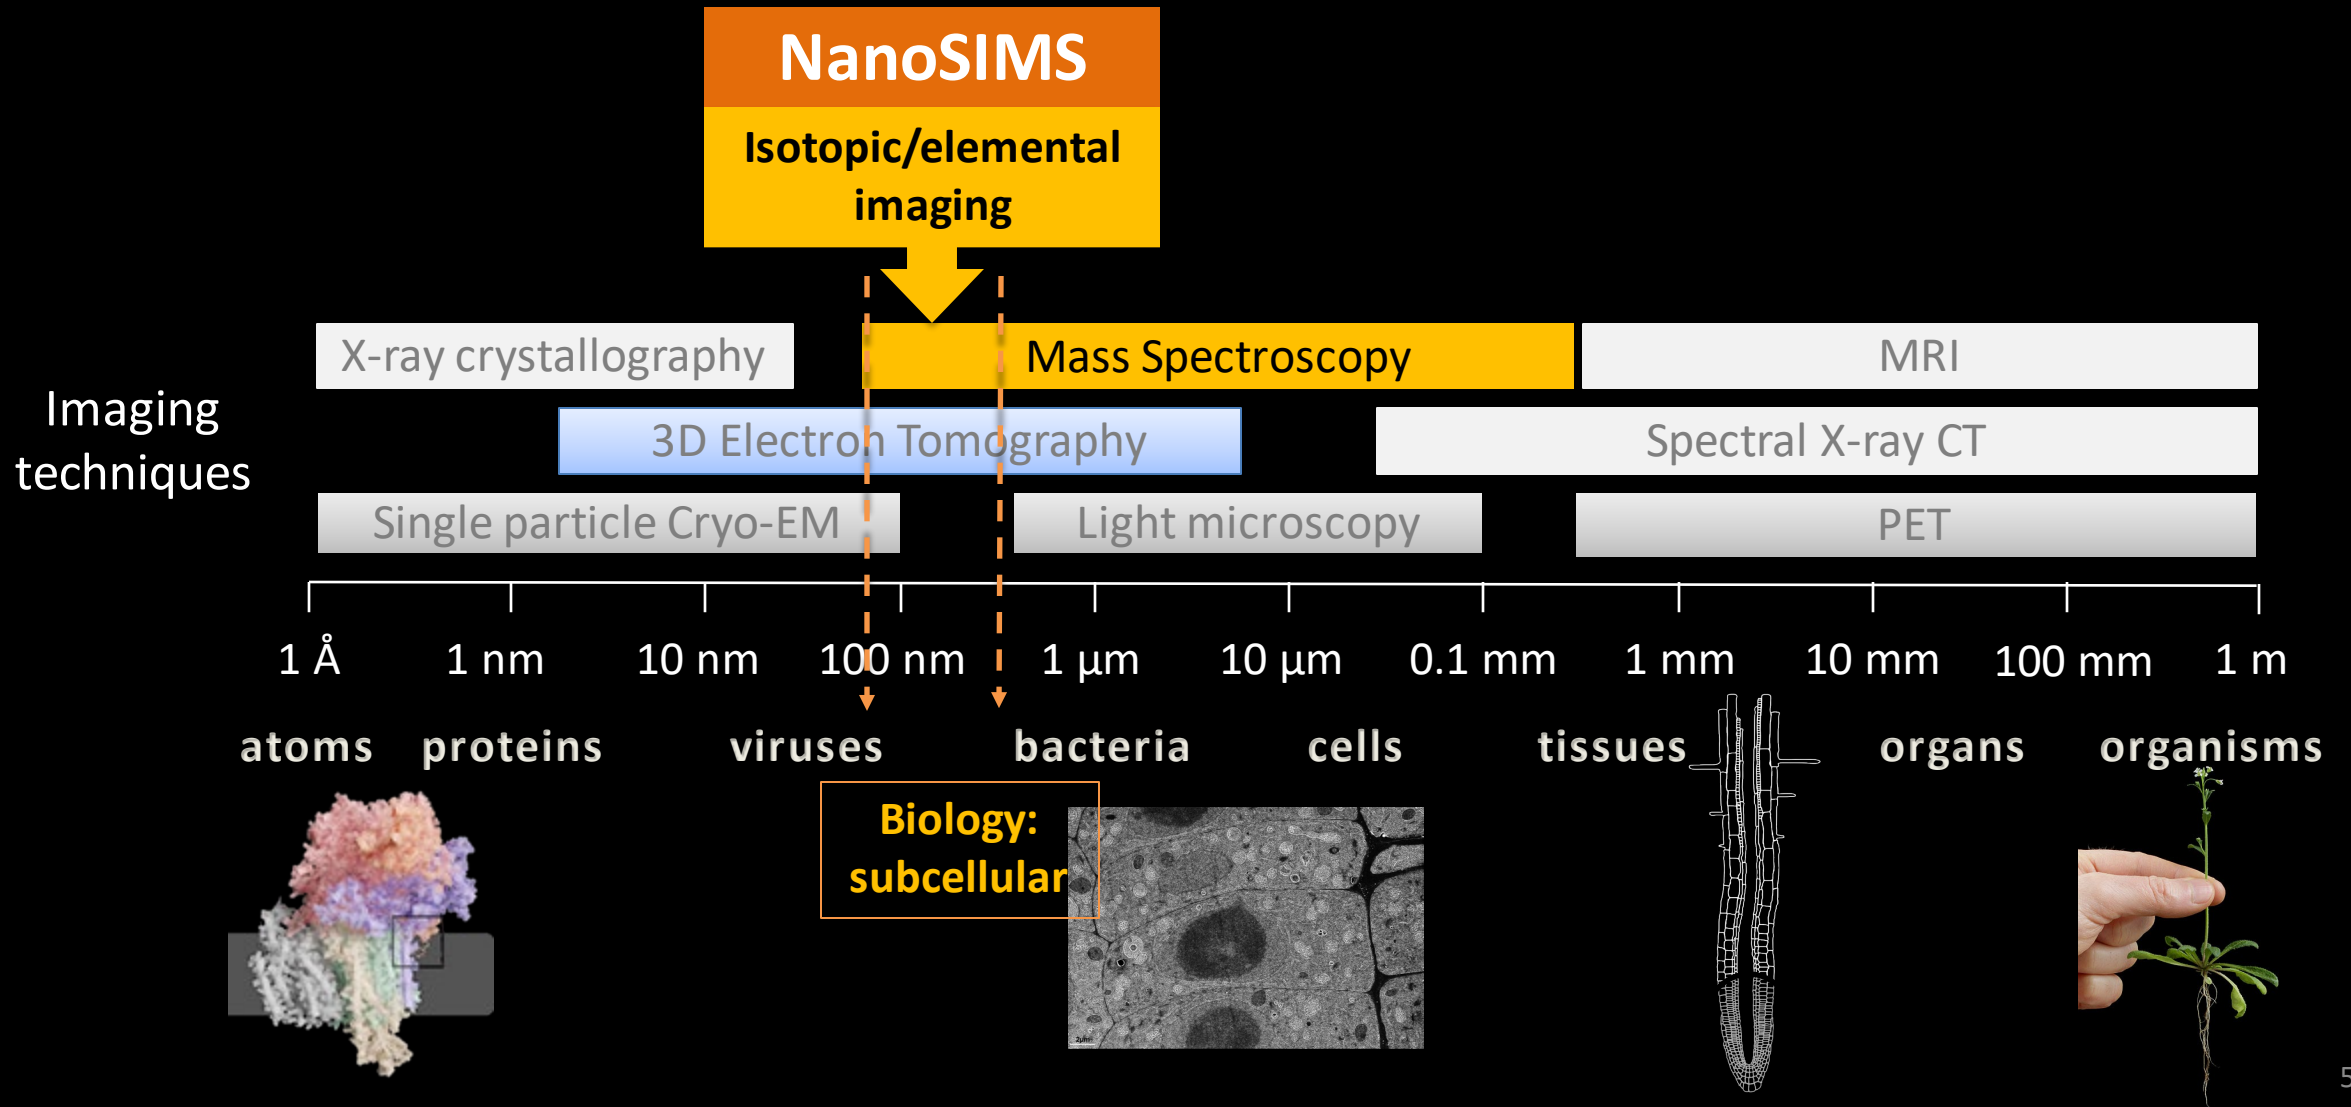 NanoSIMS
Isotopic/elemental
imaging
X-ray crystallography
Mass Spectroscopy
MRI
Imaging
techniques
3D Electron Tomography
Spectral X-ray CT
Single particle Cryo-EM
Light microscopy
PET
1 Å 1 nm 10 nm 100 nm 1 µm 10 µm 0.1 mm 1 mm 10 mm 100 mm 1 m
atoms proteins viruses bacteria cells tissues organs organisms
Biology:
subcellular
2µm
5